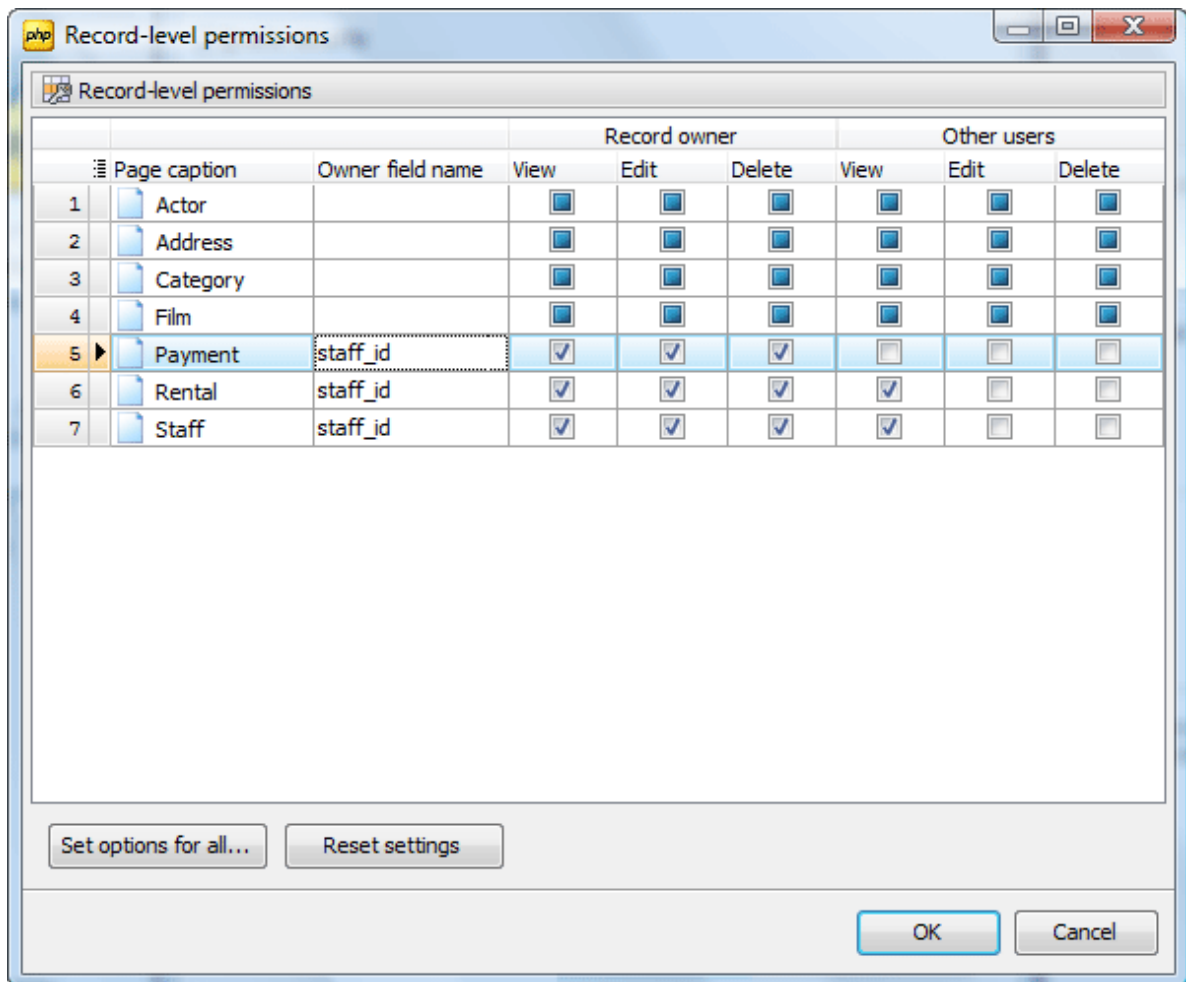 php Record-level permissions
Record-level permissions
Record owner Other users
Page caption Owner field name View Edit Delete View Edit Delete
1 Actor
2 Address
3 Category
4 Film
5 Payment staff_id
6 Rental staff_id
7 Staff staff_id
Set options for all... Reset settings
OK Cancel